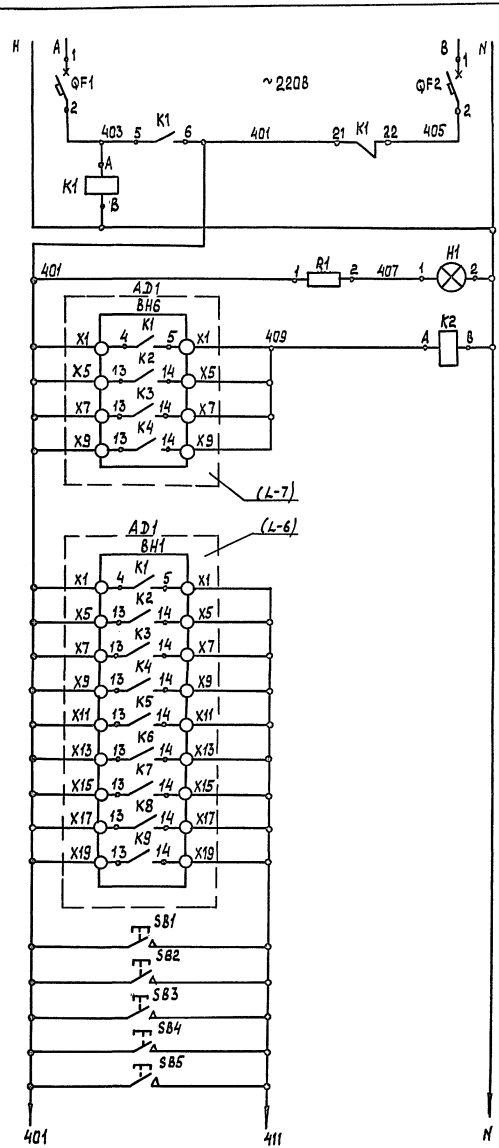 Н A B N
1 1
QF1 ~220В QF2
2 2
403 5 K1 6 401 21 K1 22 405
A
K1
B
401 1 R1 2 407 1 H1 2
AD1
BH6
X1 4 K1 5 X1 409 A K2 B
X5 13 K2 14 X5
X7 13 K3 14 X7
X9 13 K4 14 X9
(L-7)
AD1 (L-6)
BH1
X1 4 K1 5 X1
X5 13 K2 14 X5
X7 13 K3 14 X7
X9 13 K4 14 X9
X11 13 K5 14 X11
X13 13 K6 14 X13
X15 13 K7 14 X15
X17 13 K8 14 X17
X19 13 K9 14 X19
SB1
SB2
SB3
SB4
SB5
401 411 N